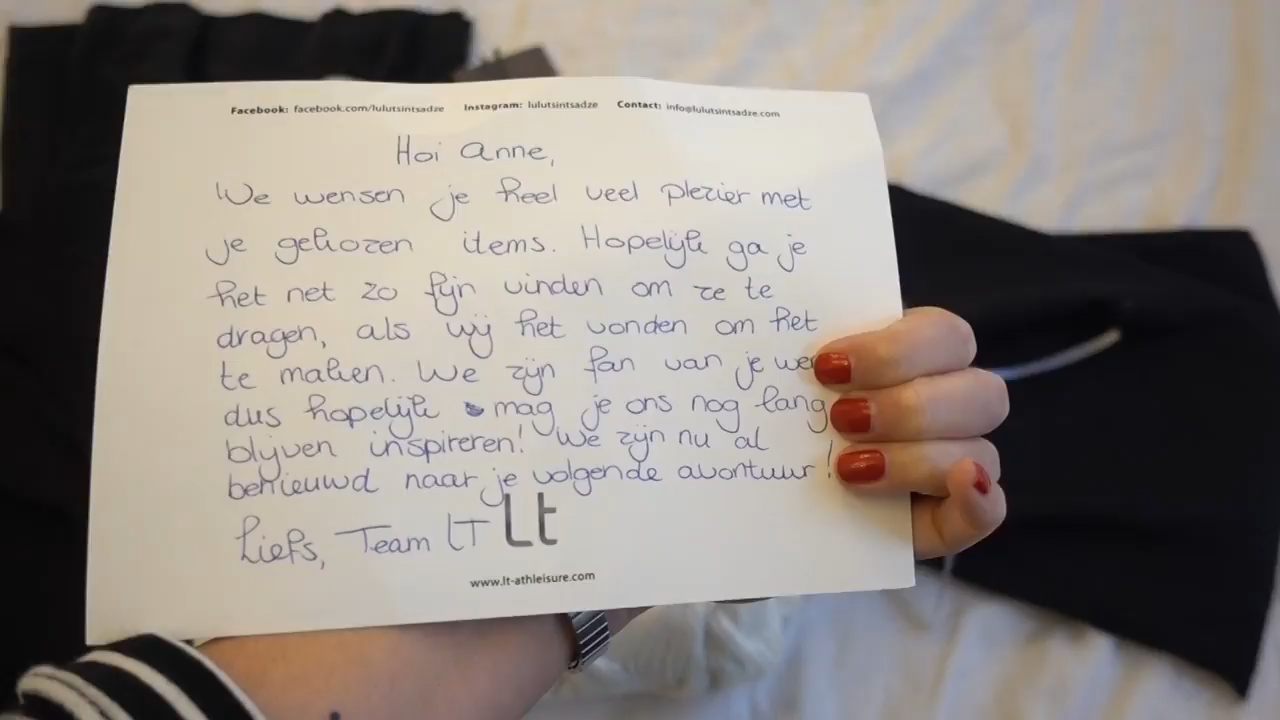 Facebook: facebook.com/lulutsintsadze Instagram: lulutsintsadze Contact: info@lulutsintsadze.com
Hoi Anne,
We wensen je heel veel plezier met
je gekozen items. Hopelijk ga je
het net zo fijn vinden om ze te
dragen, als wij het vonden om het
te maken. We zijn fan van je
dus hopelijk mag je ons nog lang
blijven inspireren! We zijn nu al
benieuwd naar je volgende avontuur!
Liefs, Team LT Lt
www.lt-athleisure.com